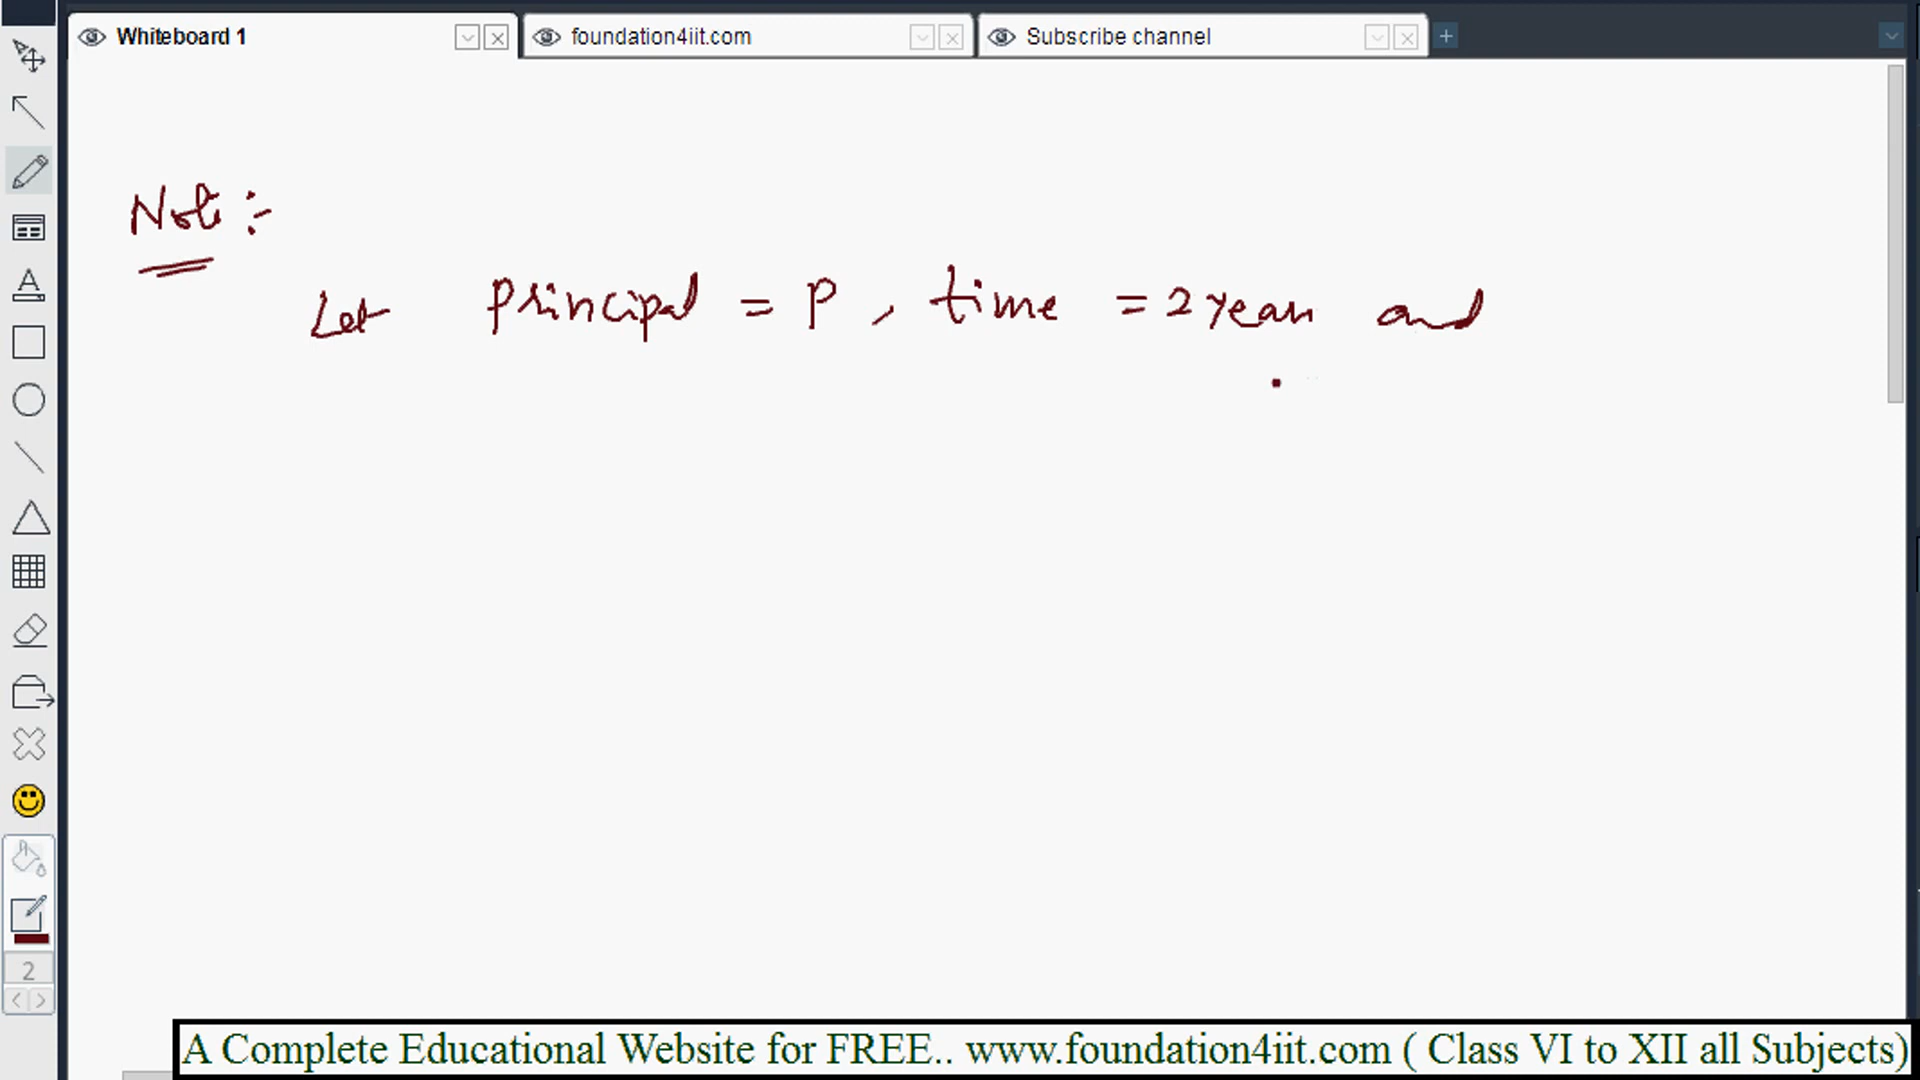 Whiteboard 1 foundation4iit.com Subscribe channel
Note :-
Let principal = P, time = 2 years and
2
A Complete Educational Website for FREE.. www.foundation4iit.com ( Class VI to XII all Subjects)